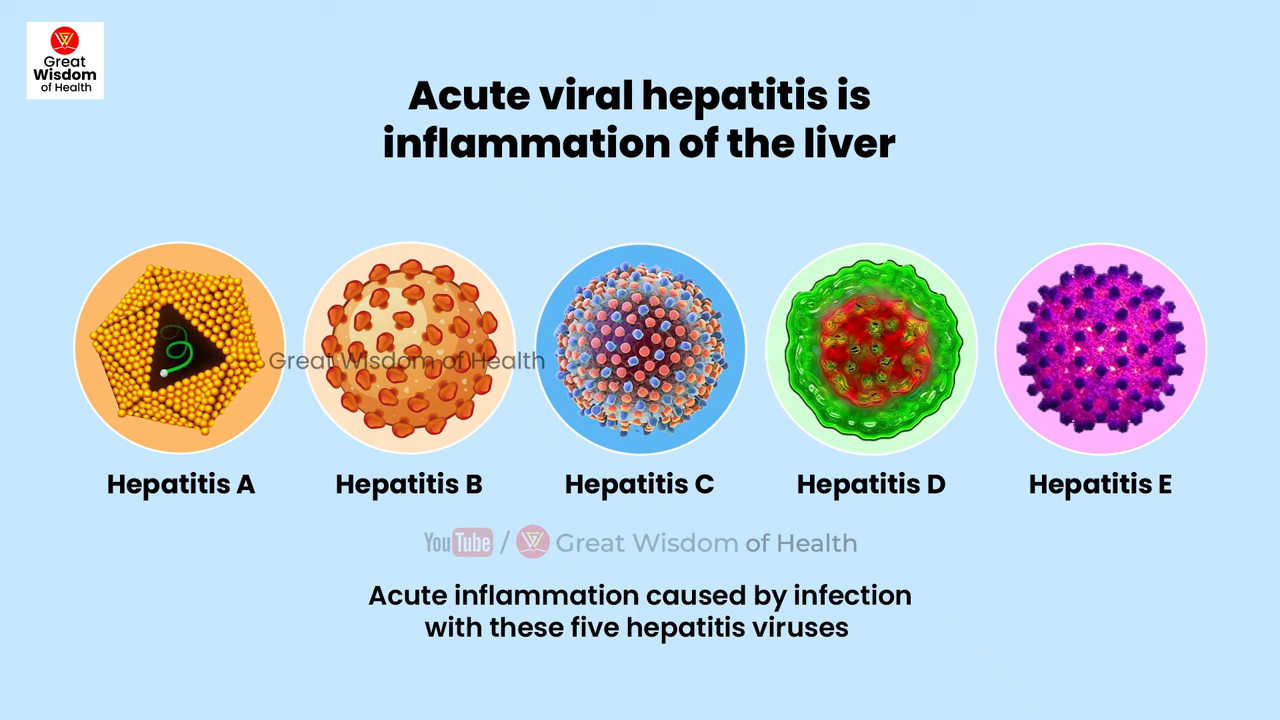 Great
Wisdom
of Health
Acute viral hepatitis is
inflammation of the liver
Great Wisdom of Health
Hepatitis A
Hepatitis B
Hepatitis C
Hepatitis D
Hepatitis E
YouTube / Great Wisdom of Health
Acute inflammation caused by infection
with these five hepatitis viruses